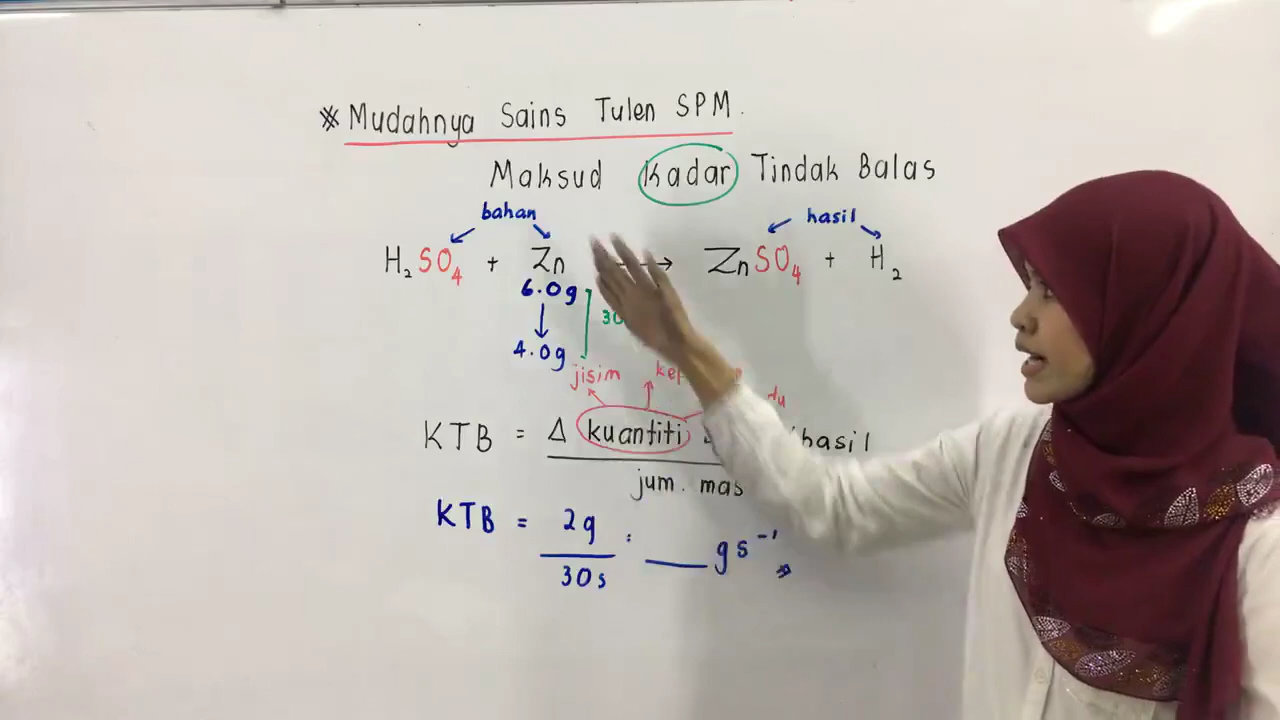 ※ Mudahnya Sains Tulen SPM.
Maksud Kadar Tindak Balas
bahan hasil
H₂SO₄ + Zn → ZnSO₄ + H₂
6.0g
30
4.0g
jisim
KTB = Δ kuantiti /hasil
jum.
KTB = 2g : ___ gs⁻¹
30s